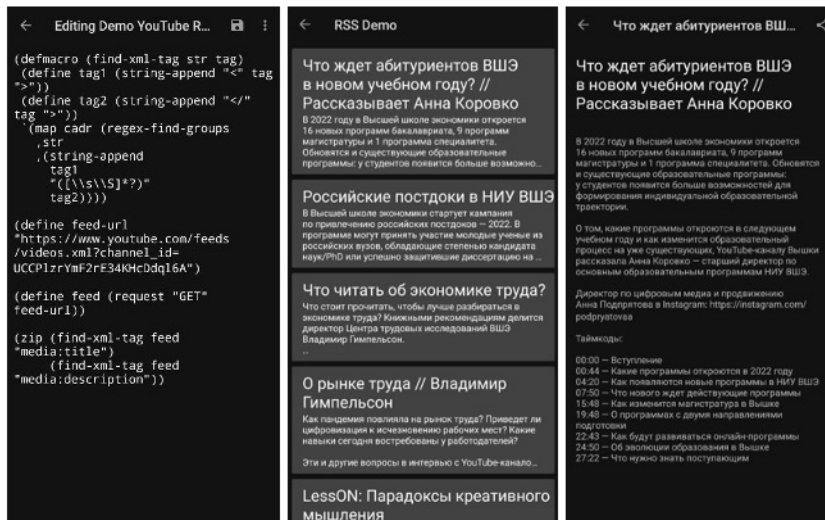 Editing Demo YouTube R...
(defmacro (find-xml-tag str tag)
(define tag1 (string-append "<" tag
">"))
(define tag2 (string-append "</"
tag ">"))
`(map cadr (regex-find-groups
,str
,(string-append
tag1
"([\\s\\S]*?)"
tag2))))
(define feed-url
"https://www.youtube.com/feeds
/videos.xml?channel_id=
UCCPlzrYmF2rE34KHcDdql6A")
(define feed (request "GET"
feed-url))
(zip (find-xml-tag feed
"media:title")
(find-xml-tag feed
"media:description"))
RSS Demo
Что ждет абитуриентов ВШЭ
в новом учебном году? //
Рассказывает Анна Коровко
В 2022 году в Высшей школе экономики откроется
16 новых программ бакалавриата, 9 программ
магистратуры и 1 программа специалитета.
Обновятся и существующие образовательные
программы: у студентов появится больше возможно...
Российские постдоки в НИУ ВШЭ
В Высшей школе экономики стартует кампания
по привлечению российских постдоков — 2022. В
программе могут принять участие молодые ученые из
российских вузов, обладающие степенью кандидата
наук/PhD или успешно защитившие диссертацию на ...
Что читать об экономике труда?
Что стоит прочитать, чтобы лучше разбираться в
экономике труда? Книжными рекомендациям делится
директор Центра трудовых исследований ВШЭ
Владимир Гимпельсон.
...
О рынке труда // Владимир
Гимпельсон
Как пандемия повлияла на рынок труда? Приведет ли
цифровизация к исчезновению рабочих мест? Какие
навыки сегодня востребованы у работодателей?
Эти и другие вопросы в интервью с YouTube-канало...
LessON: Парадоксы креативного
мышления
Что ждет абитуриентов ВШ...
Что ждет абитуриентов ВШЭ
в новом учебном году? //
Рассказывает Анна Коровко
В 2022 году в Высшей школе экономики откроется
16 новых программ бакалавриата, 9 программ
магистратуры и 1 программа специалитета. Обновятся
и существующие образовательные программы:
у студентов появится больше возможностей для
формирования индивидуальной образовательной
траектории.
О том, какие программы откроются в следующем
учебном году и как изменится образовательный
процесс на уже существующих, YouTube-каналу Вышки
рассказала Анна Коровко — старший директор по
основным образовательным программам НИУ ВШЭ.
Директор по цифровым медиа и продвижению
Анна Подпрятова в Instagram: https://instagram.com/
podpryatovaa
Таймкоды:
00:00 — Вступление
00:44 — Какие программы откроются в 2022 году
04:20 — Как появляются новые программы в НИУ ВШЭ
07:50 — Что нового ждет действующие программы
15:48 — Как изменится магистратура в Вышке
19:48 — О программах с двумя направлениями
подготовки
22:43 — Как будут развиваться онлайн-программы
24:50 — Об эволюции образования в Вышке
27:22 — Что нужно знать поступающим